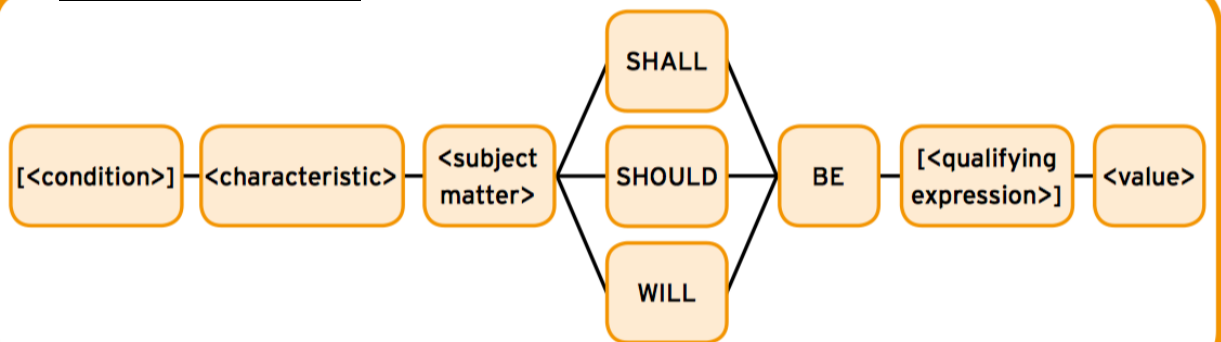 SHALL
[<condition>]
<characteristic>
<subject
matter>
SHOULD
BE
[<qualifying
expression>]
<value>
WILL